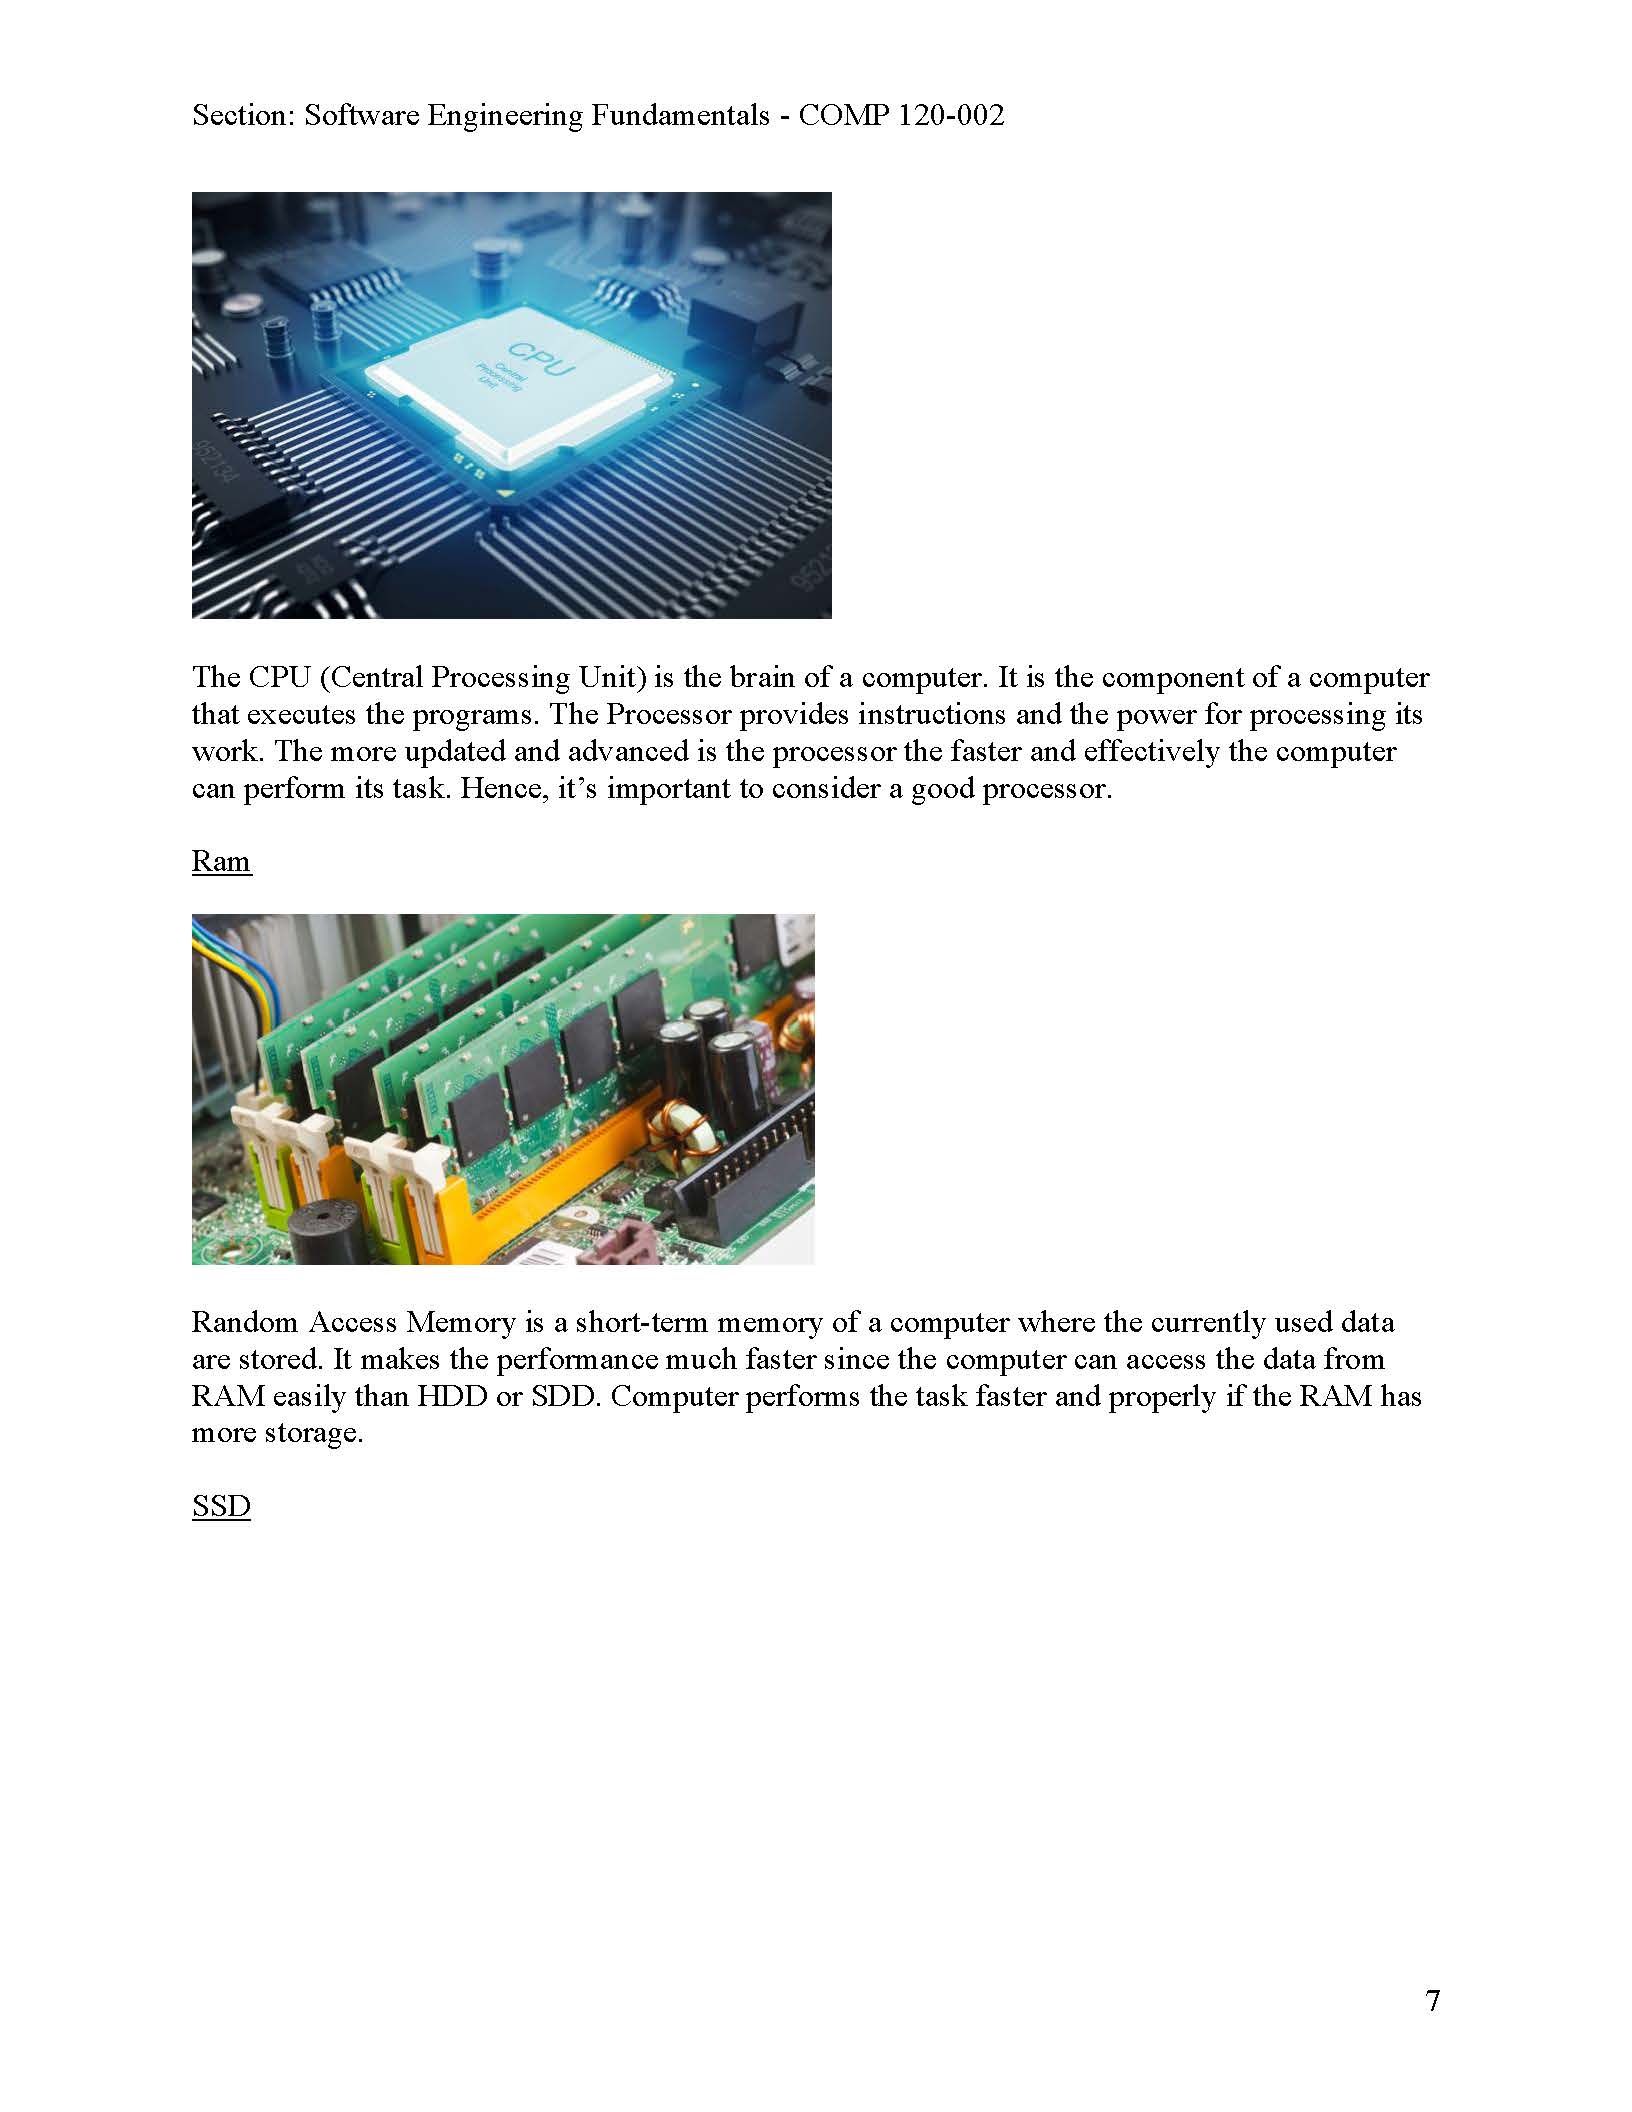 Section: Software Engineering Fundamentals - COMP 120-002
CPU
Central
Processing
Unit
952134
The CPU (Central Processing Unit) is the brain of a computer. It is the component of a computer
that executes the programs. The Processor provides instructions and the power for processing its
work. The more updated and advanced is the processor the faster and effectively the computer
can perform its task. Hence, it’s important to consider a good processor.
Ram
Random Access Memory is a short-term memory of a computer where the currently used data
are stored. It makes the performance much faster since the computer can access the data from
RAM easily than HDD or SDD. Computer performs the task faster and properly if the RAM has
more storage.
SSD
7